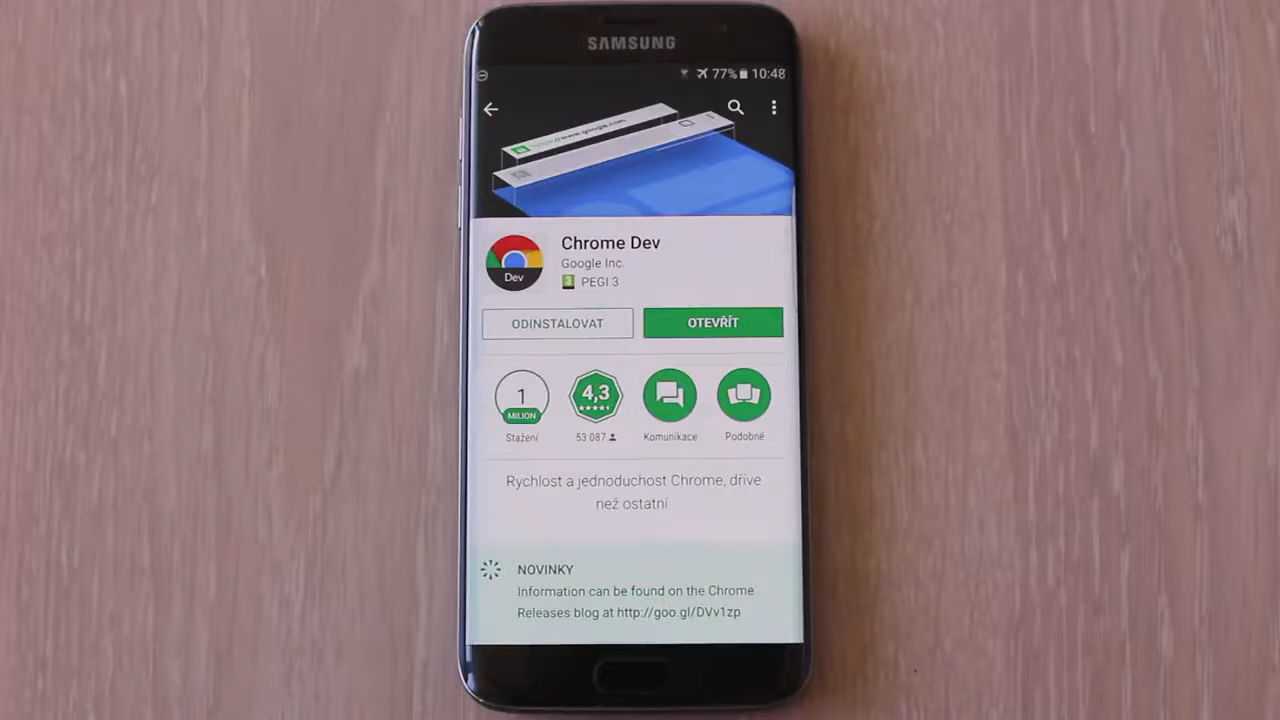 SAMSUNG
77% 10:48
Chrome Dev
Google Inc.
3 PEGI 3
Dev
ODINSTALOVAT
OTEVŘÍT
1
MILION
4,3
Stažení
53 087
Komunikace
Podobné
Rychlost a jednoduchost Chrome, dříve
než ostatní
NOVINKY
Information can be found on the Chrome
Releases blog at http://goo.gl/DVv1zp